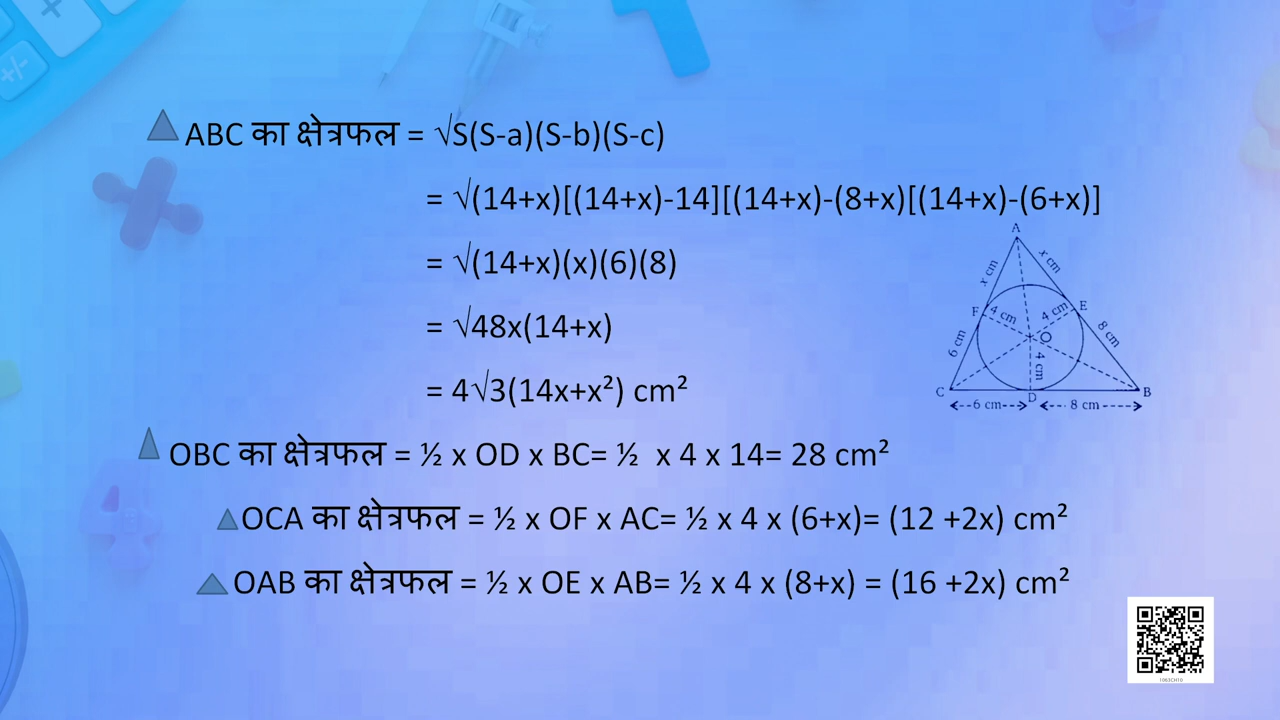 ABC का क्षेत्रफल = √S(S-a)(S-b)(S-c)
= √(14+x)[(14+x)-14][(14+x)-(8+x)[(14+x)-(6+x)]
= √(14+x)(x)(6)(8)
= √48x(14+x)
= 4√3(14x+x²) cm²
A
x cm
x cm
F
4 cm
4 cm
E
O
6 cm
8 cm
4 cm
C
D
B
6 cm
8 cm
OBC का क्षेत्रफल = ½ x OD x BC= ½ x 4 x 14= 28 cm²
OCA का क्षेत्रफल = ½ x OF x AC= ½ x 4 x (6+x)= (12 +2x) cm²
OAB का क्षेत्रफल = ½ x OE x AB= ½ x 4 x (8+x) = (16 +2x) cm²
1063CH10